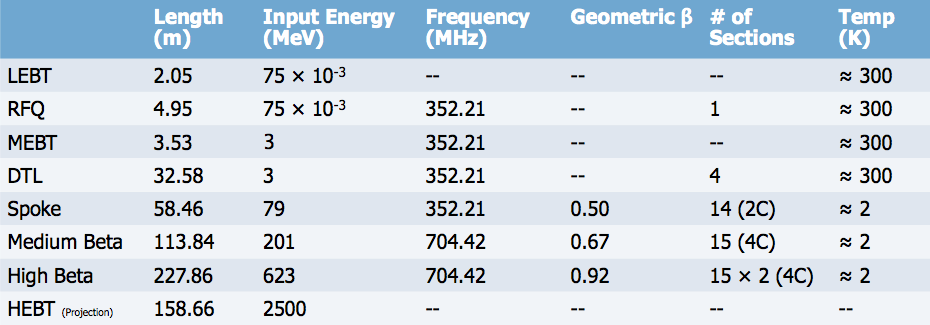 Length (m) Input Energy (MeV) Frequency (MHz) Geometric β # of Sections Temp (K)
LEBT 2.05 75 × 10-3 -- -- -- ≈ 300
RFQ 4.95 75 × 10-3 352.21 -- 1 ≈ 300
MEBT 3.53 3 352.21 -- -- ≈ 300
DTL 32.58 3 352.21 -- 4 ≈ 300
Spoke 58.46 79 352.21 0.50 14 (2C) ≈ 2
Medium Beta 113.84 201 704.42 0.67 15 (4C) ≈ 2
High Beta 227.86 623 704.42 0.92 15 × 2 (4C) ≈ 2
HEBT (Projection) 158.66 2500 -- -- -- --